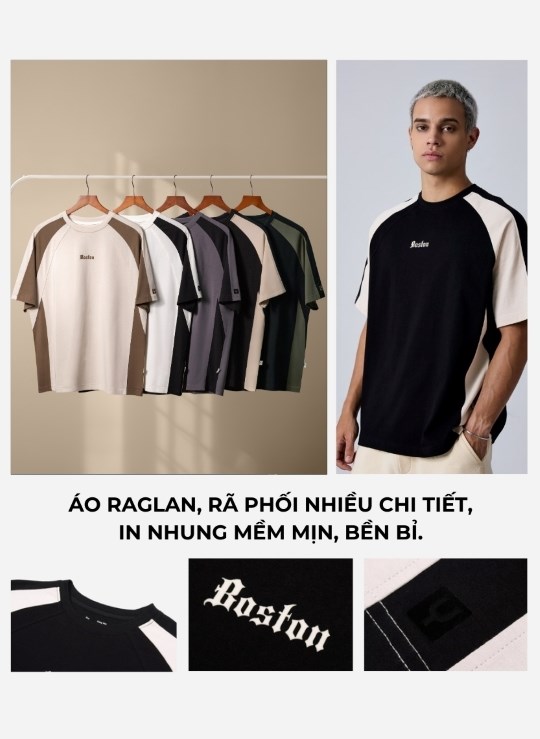 Boston
Boston
ÁO RAGLAN, RÃ PHỐI NHIỀU CHI TIẾT,
IN NHUNG MỀM MỊN, BỀN BỈ.
Boston